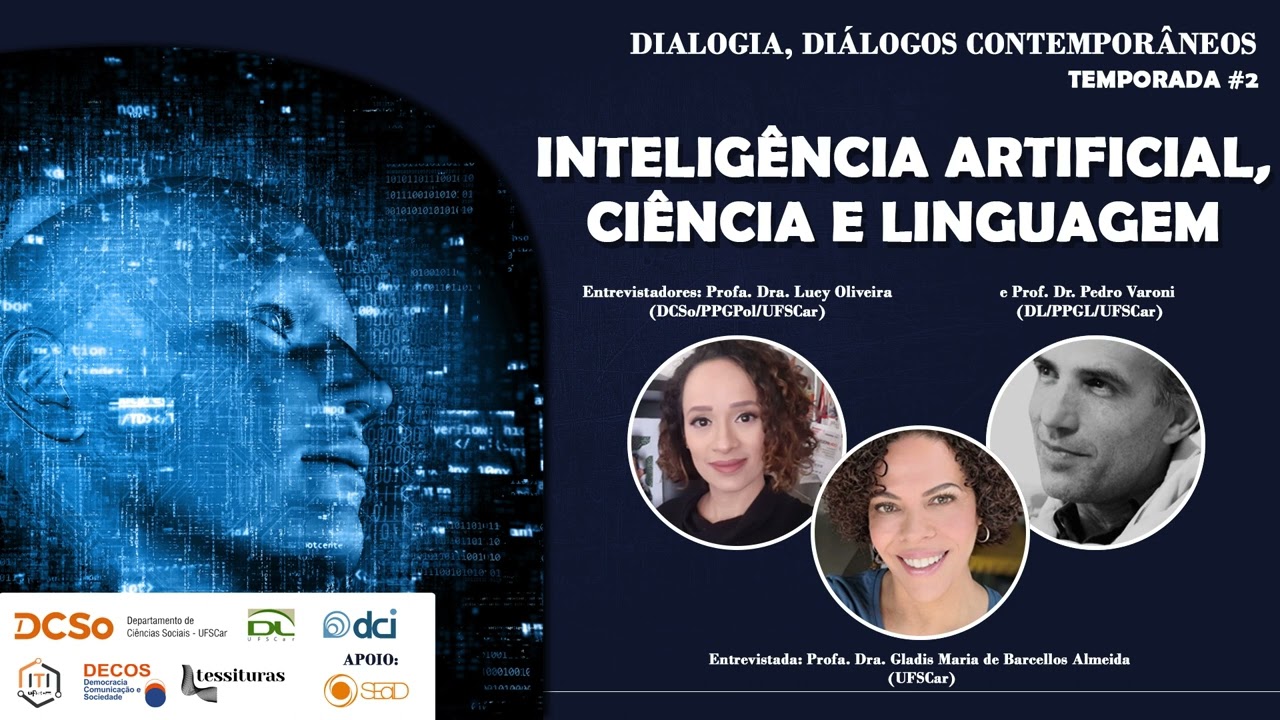 DIALOGIA, DIÁLOGOS CONTEMPORÂNEOS
TEMPORADA #2
INTELIGÊNCIA ARTIFICIAL,
CIÊNCIA E LINGUAGEM
Entrevistadores: Profa. Dra. Lucy Oliveira
(DCSo/PPGPol/UFSCar)
e Prof. Dr. Pedro Varoni
(DL/PPGL/UFSCar)
Entrevistada: Profa. Dra. Gladis Maria de Barcellos Almeida
(UFSCar)
none;
DCSo
Departamento de
Ciências Sociais - UFSCar
DL
UFSCar
dci
ITI
DECOS
Democracia
Comunicação e
Sociedade
tessituras
APOIO:
SEaD